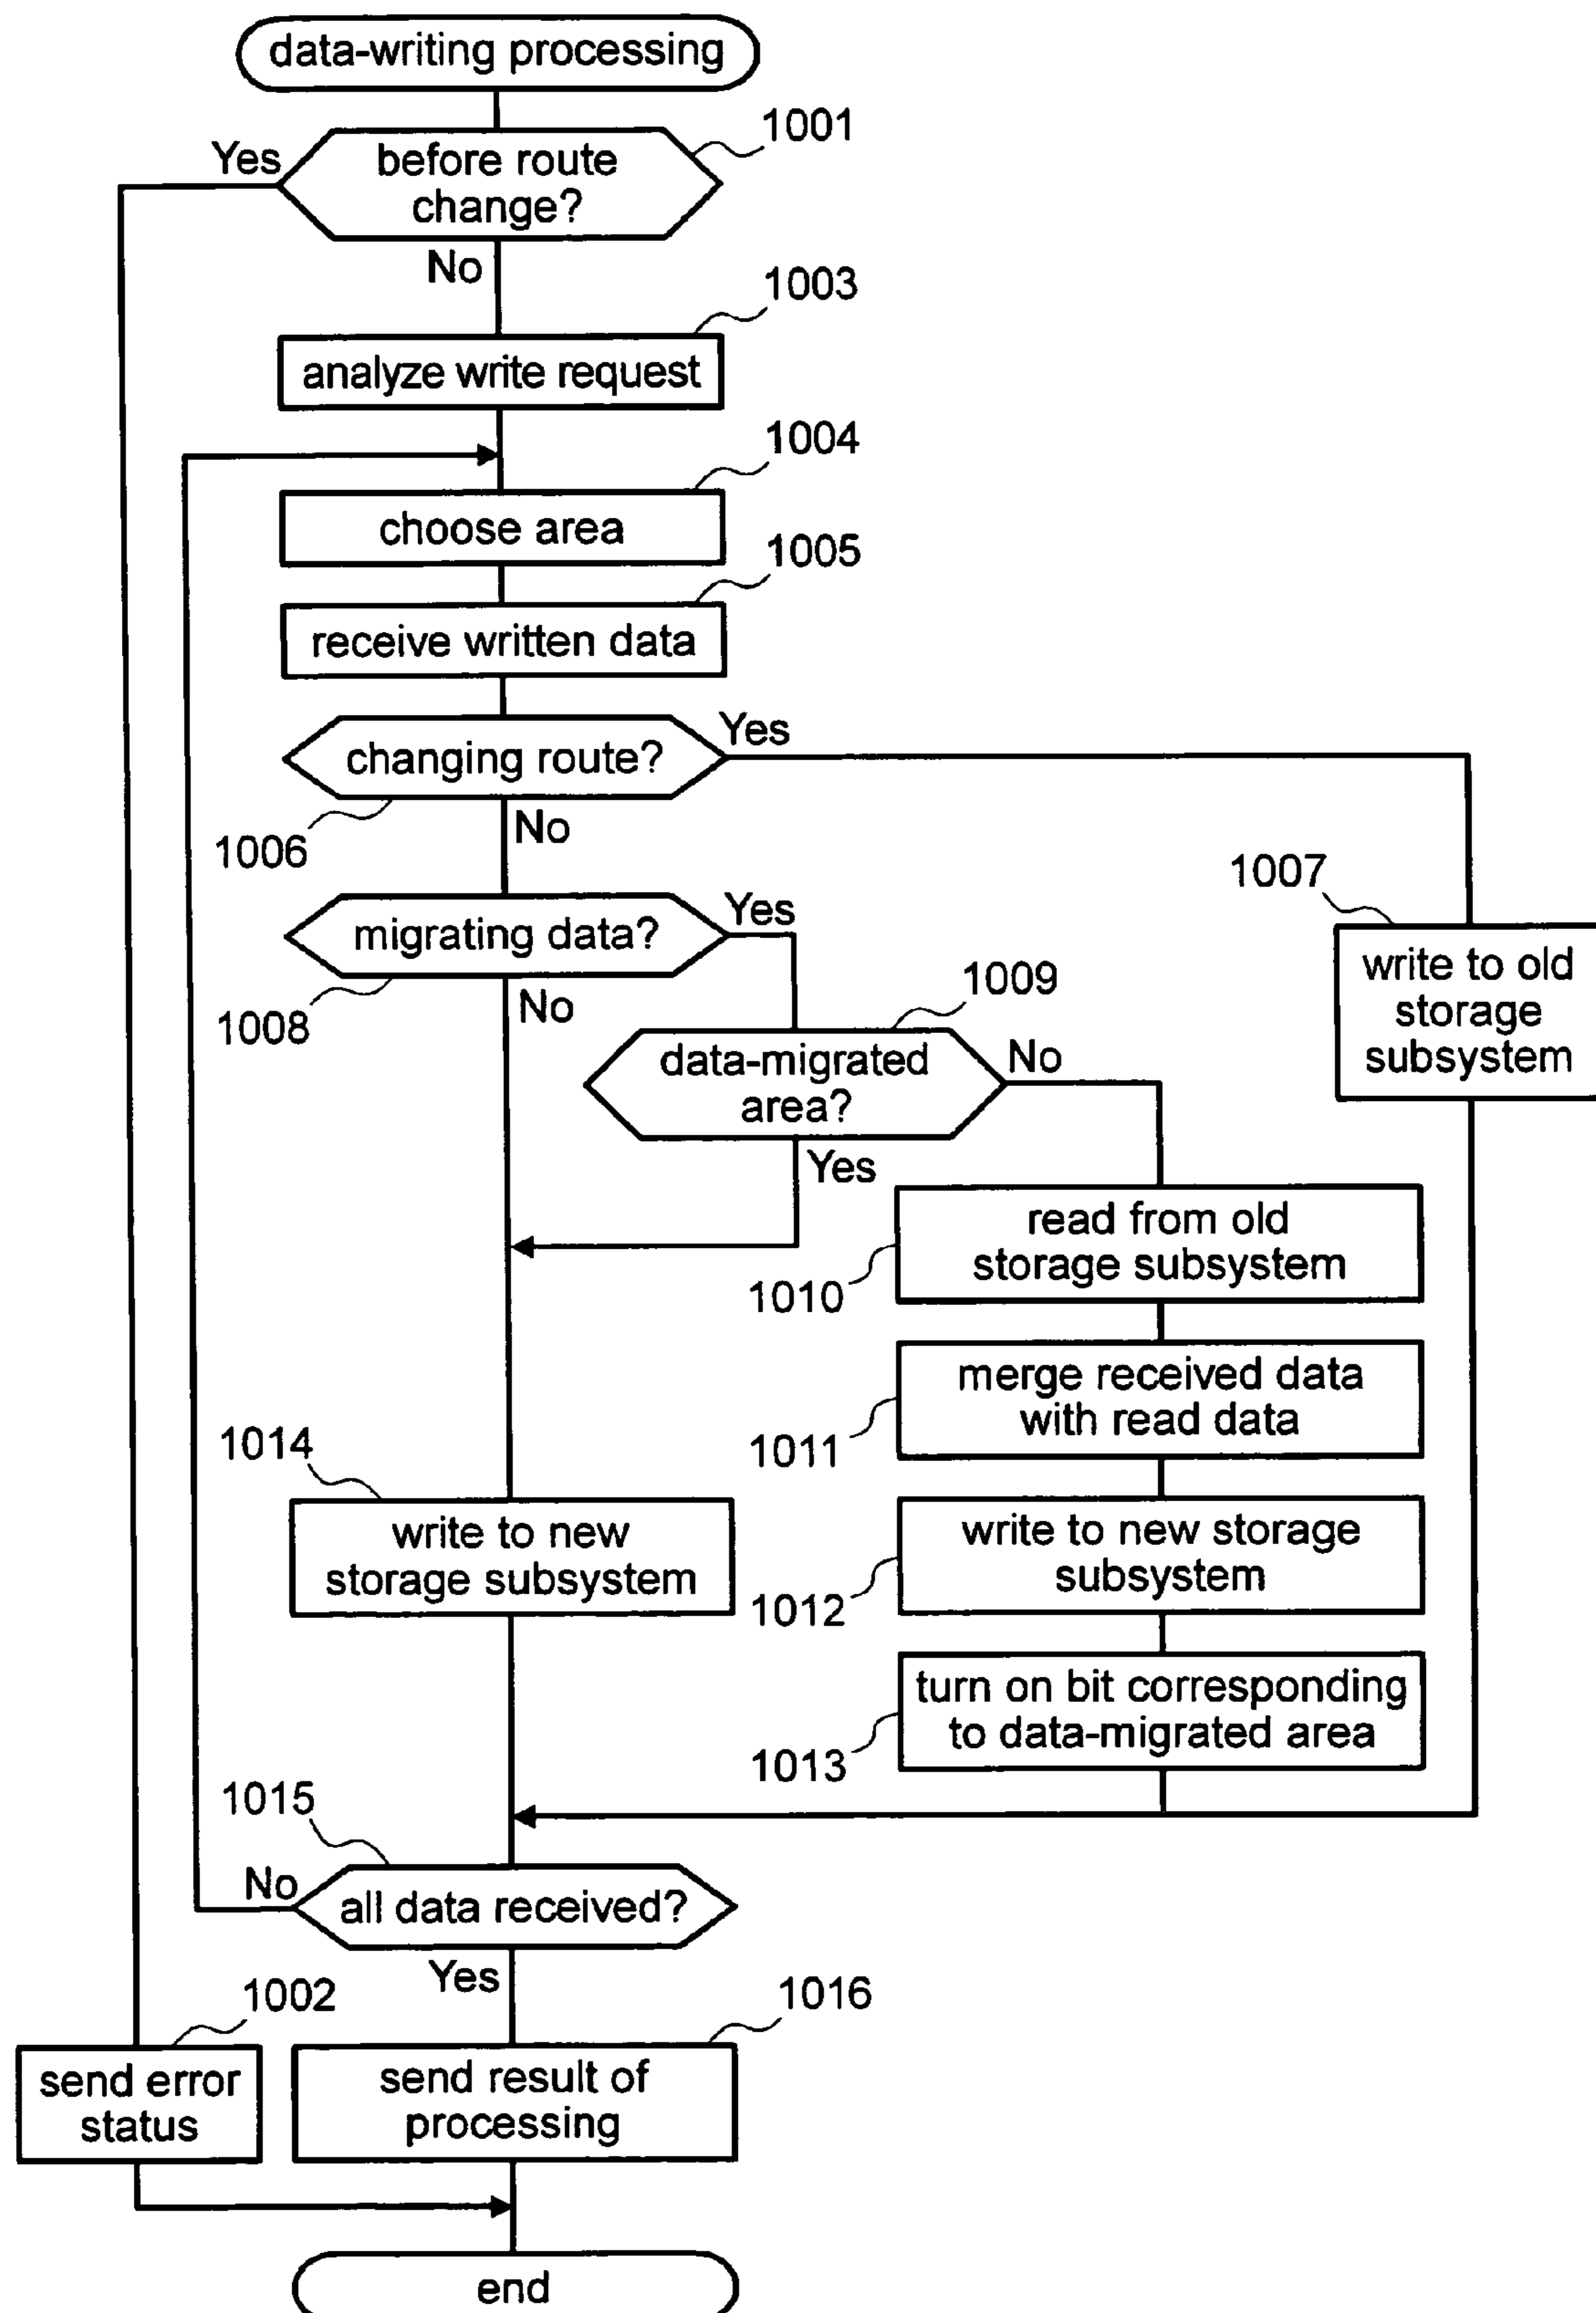 data-writing processing
1001
Yes
before route
change?
No
1003
analyze write request
1004
choose area
1005
receive written data
Yes
changing route?
1006
No
1007
Yes
migrating data?
write to old
storage
subsystem
1009
1008
No
data-migrated
area?
No
Yes
read from old
storage subsystem
1010
merge received data
with read data
1011
1014
write to new
storage subsystem
write to new storage
subsystem
1012
turn on bit corresponding
to data-migrated area
1013
1015
No
all data received?
Yes
1002
1016
send error
status
send result of
processing
end